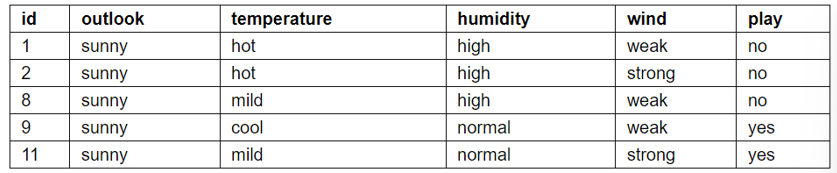 id outlook temperature humidity wind play
1 sunny hot high weak no
2 sunny hot high strong no
8 sunny mild high weak no
9 sunny cool normal weak yes
11 sunny mild normal strong yes